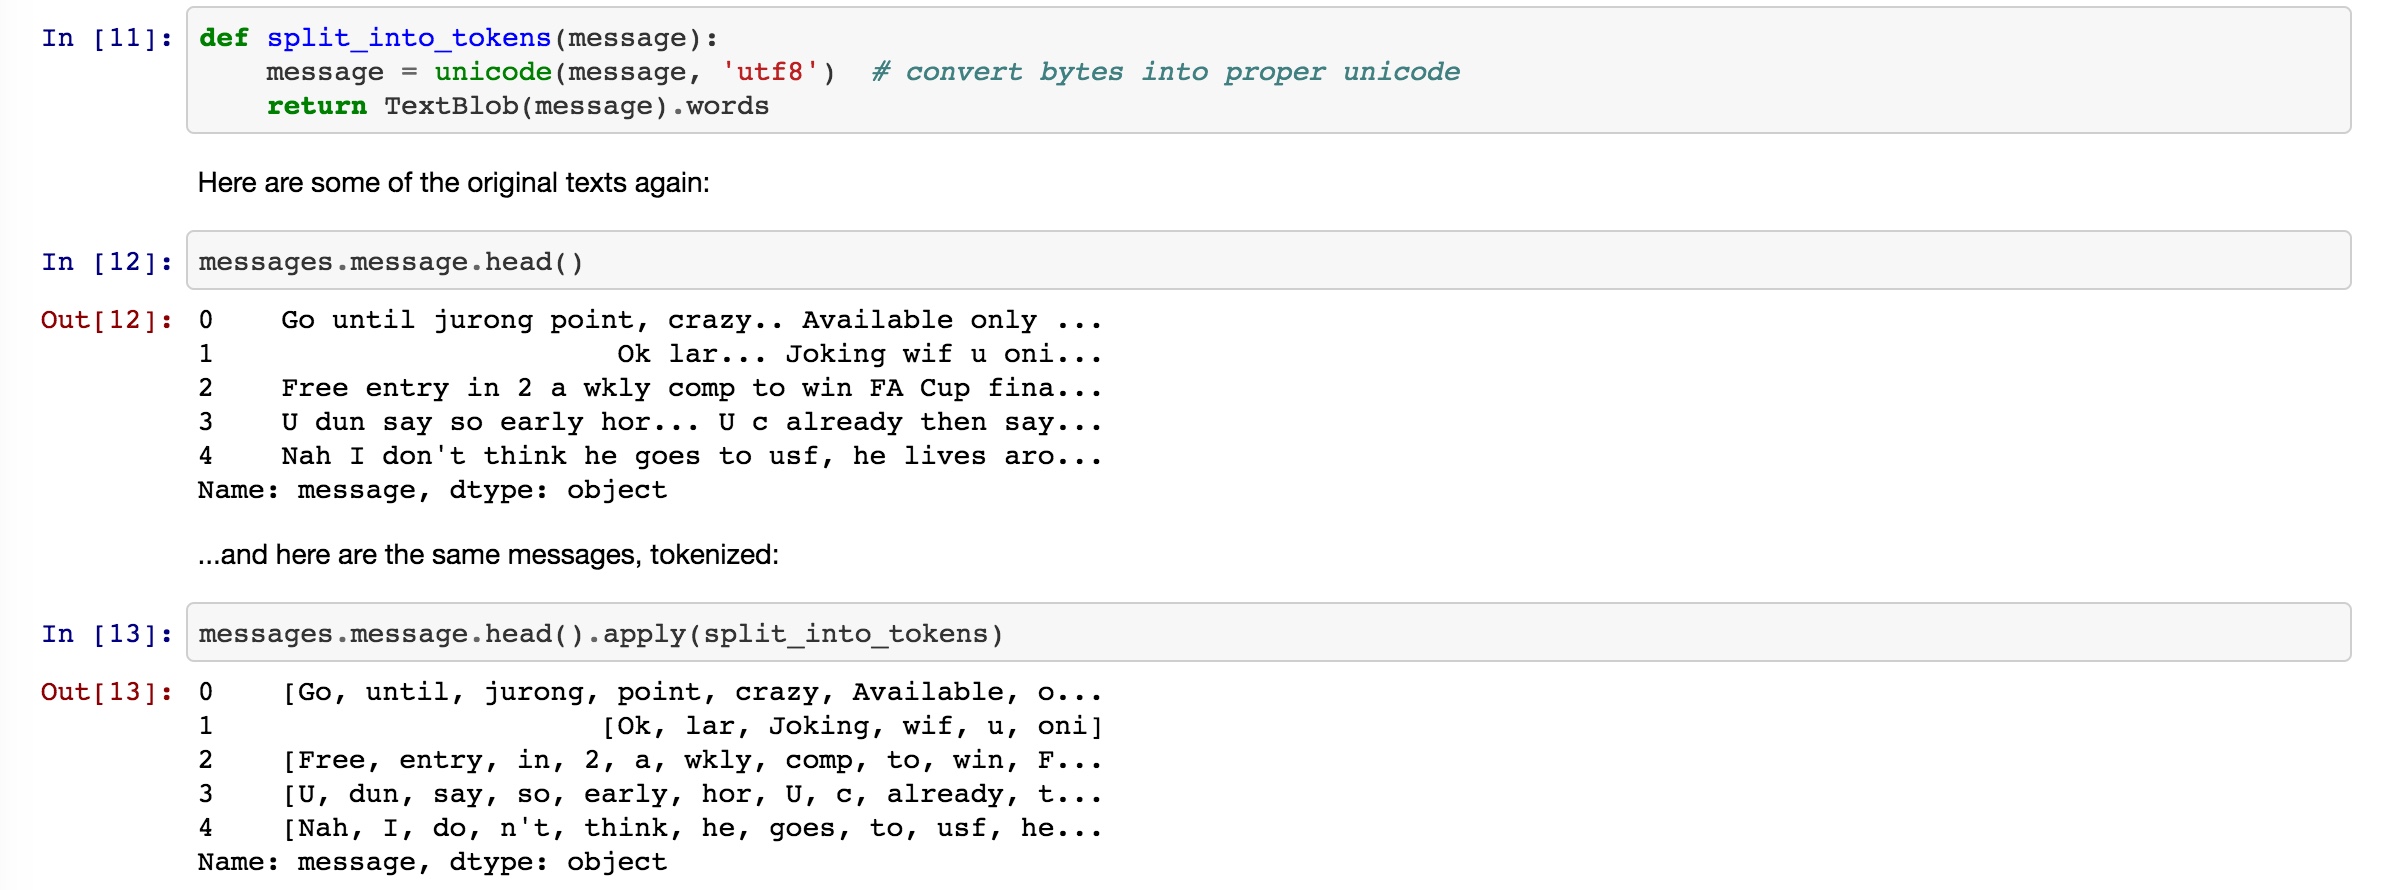 In [11]: def split_into_tokens(message):
    message = unicode(message, 'utf8')  # convert bytes into proper unicode
    return TextBlob(message).words
Here are some of the original texts again:
In [12]: messages.message.head()
Out[12]: 0    Go until jurong point, crazy.. Available only ...
1                        Ok lar... Joking wif u oni...
2    Free entry in 2 a wkly comp to win FA Cup fina...
3    U dun say so early hor... U c already then say...
4    Nah I don't think he goes to usf, he lives aro...
Name: message, dtype: object
...and here are the same messages, tokenized:
In [13]: messages.message.head().apply(split_into_tokens)
Out[13]: 0    [Go, until, jurong, point, crazy, Available, o...
1                       [Ok, lar, Joking, wif, u, oni]
2    [Free, entry, in, 2, a, wkly, comp, to, win, F...
3    [U, dun, say, so, early, hor, U, c, already, t...
4    [Nah, I, do, n't, think, he, goes, to, usf, he...
Name: message, dtype: object